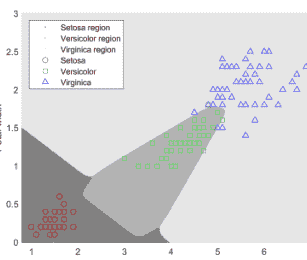 3
Setosa region
Versicolor region
Virginica region
Setosa
Versicolor
Virginica
2.5
2
1.5
1
0.5
0
1 2 3 4 5 6